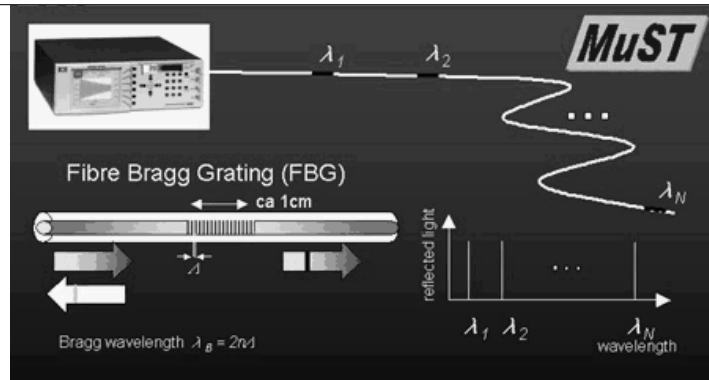 MuST
λ1 λ2
...
λN
Fibre Bragg Grating (FBG)
ca 1cm
Λ
Bragg wavelength λB = 2nΛ
reflected light
...
λ1 λ2 λN
wavelength